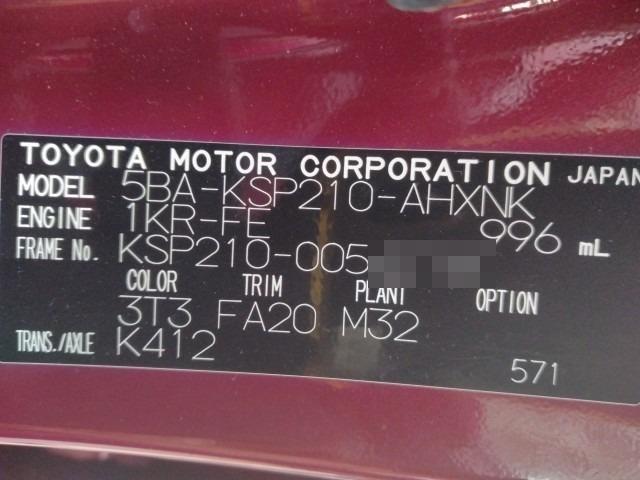 TOYOTA MOTOR CORPORATION JAPAN
MODEL 5BA-KSP210-AHXNK
ENGINE 1KR-FE 996 mL
FRAME No. KSP210-005
COLOR TRIM PLANT OPTION
3T3 FA20 M32
TRANS./AXLE K412
571